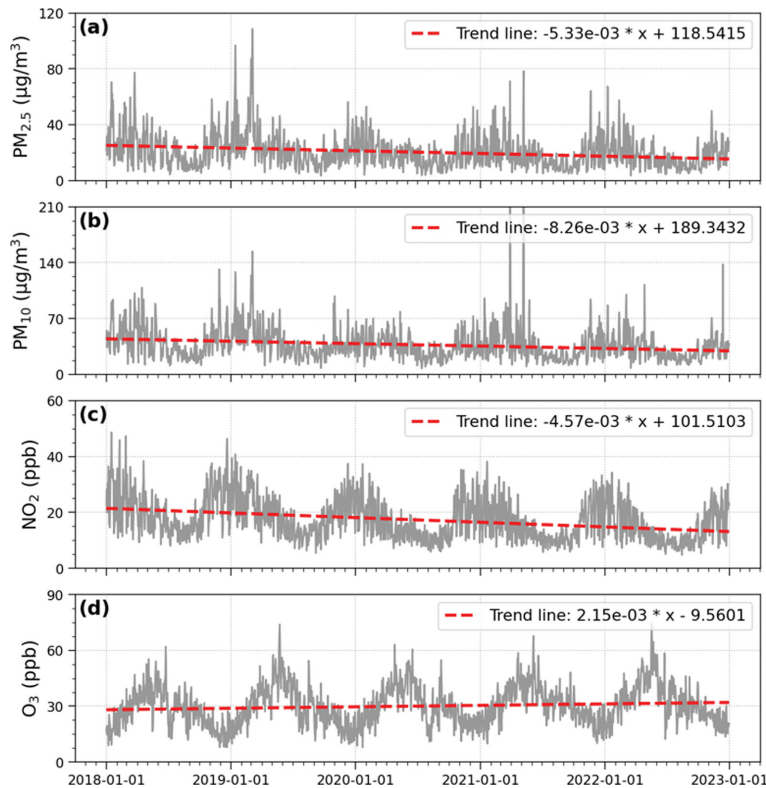 (a)
Trend line: -5.33e-03 * x + 118.5415
PM2.5 (μg/m³)
120
80
40
0
(b)
Trend line: -8.26e-03 * x + 189.3432
PM10 (μg/m³)
210
140
70
0
(c)
Trend line: -4.57e-03 * x + 101.5103
NO2 (ppb)
60
40
20
0
(d)
Trend line: 2.15e-03 * x - 9.5601
O3 (ppb)
90
60
30
0
2018-01-01 2019-01-01 2020-01-01 2021-01-01 2022-01-01 2023-01-01